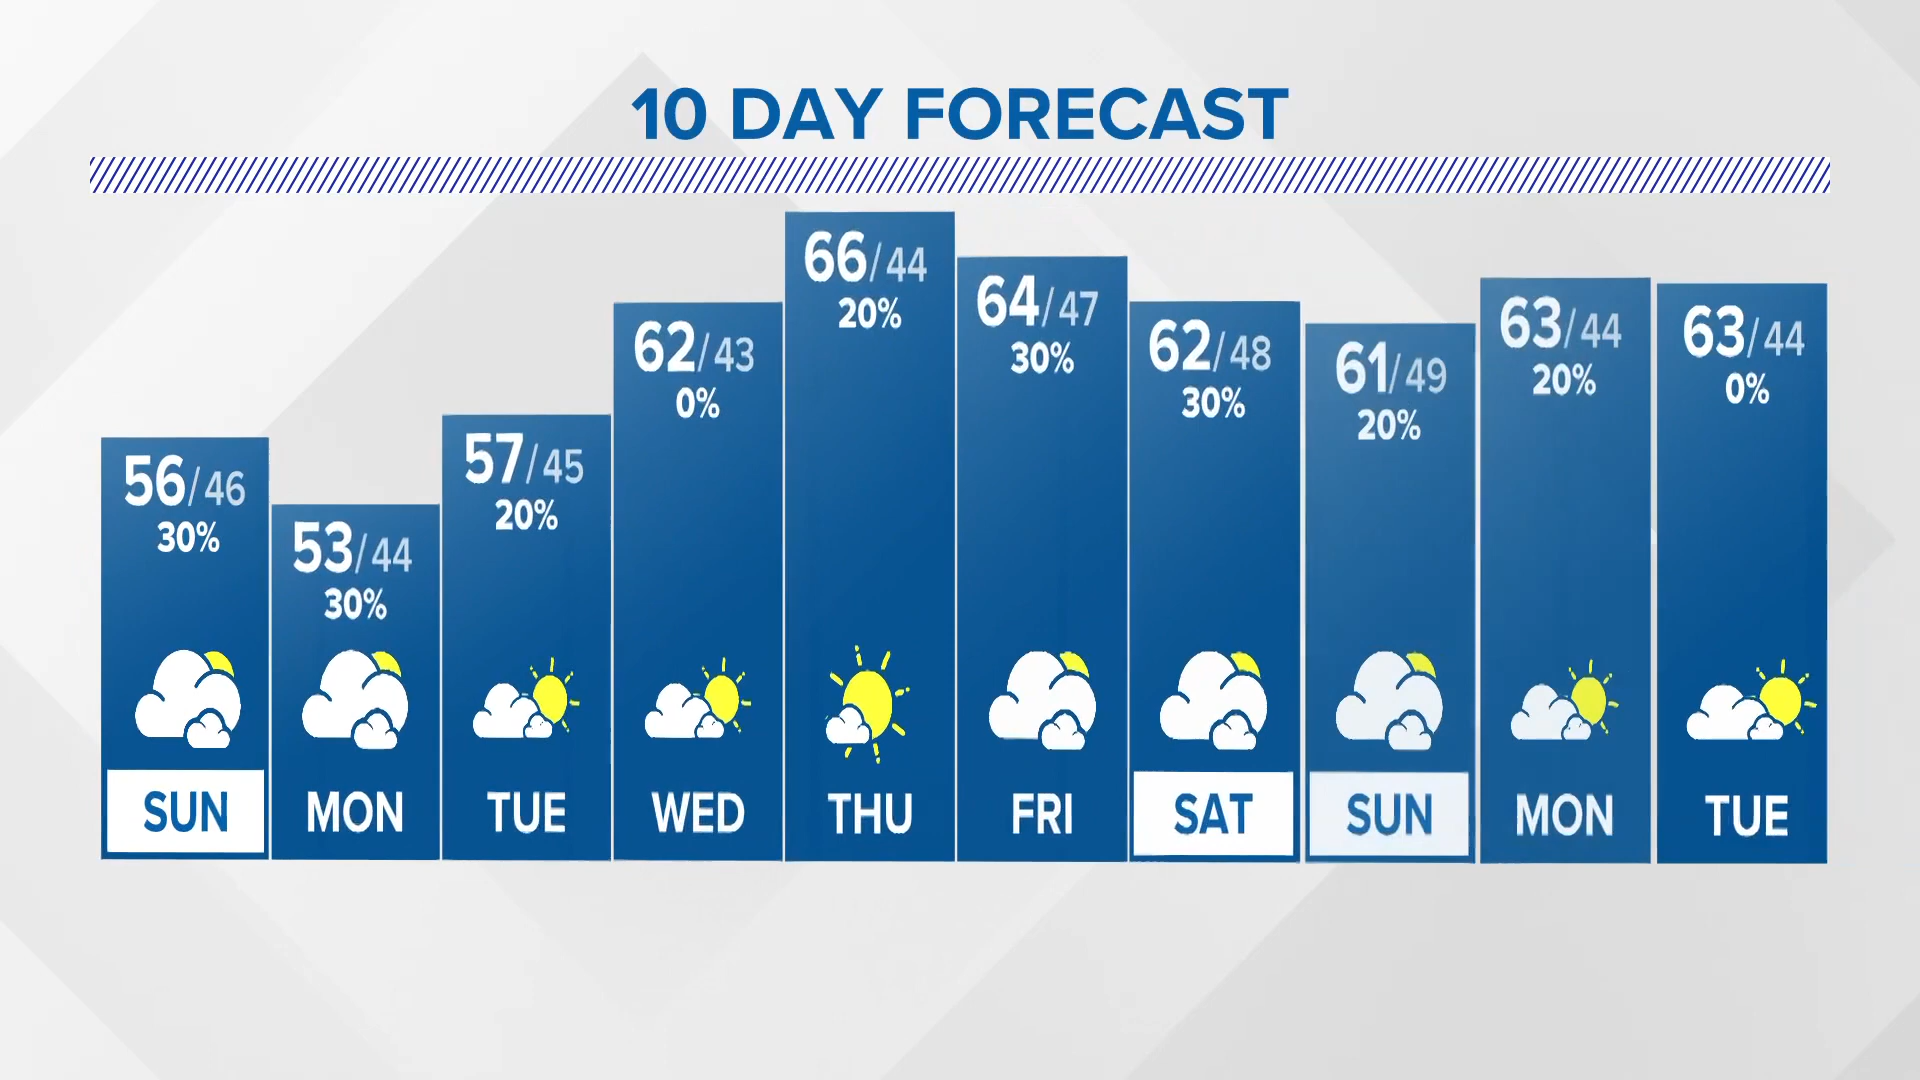 10 DAY FORECAST
56/46
30%
SUN
53/44
30%
MON
57/45
20%
TUE
62/43
0%
WED
66/44
20%
THU
64/47
30%
FRI
62/48
30%
SAT
61/49
20%
SUN
63/44
20%
MON
63/44
0%
TUE